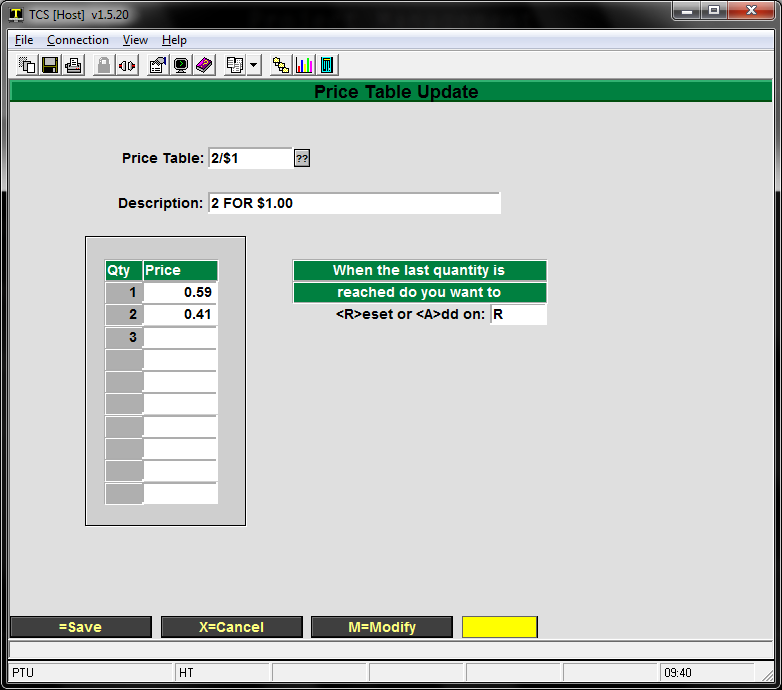 TCS [Host] v1.5.20
File Connection View Help
Price Table Update
Price Table: 2/$1 ??
Description: 2 FOR $1.00
Qty Price
1 0.59
2 0.41
3
When the last quantity is
reached do you want to
<R>eset or <A>dd on: R
=Save X=Cancel M=Modify
PTU HT 09:40